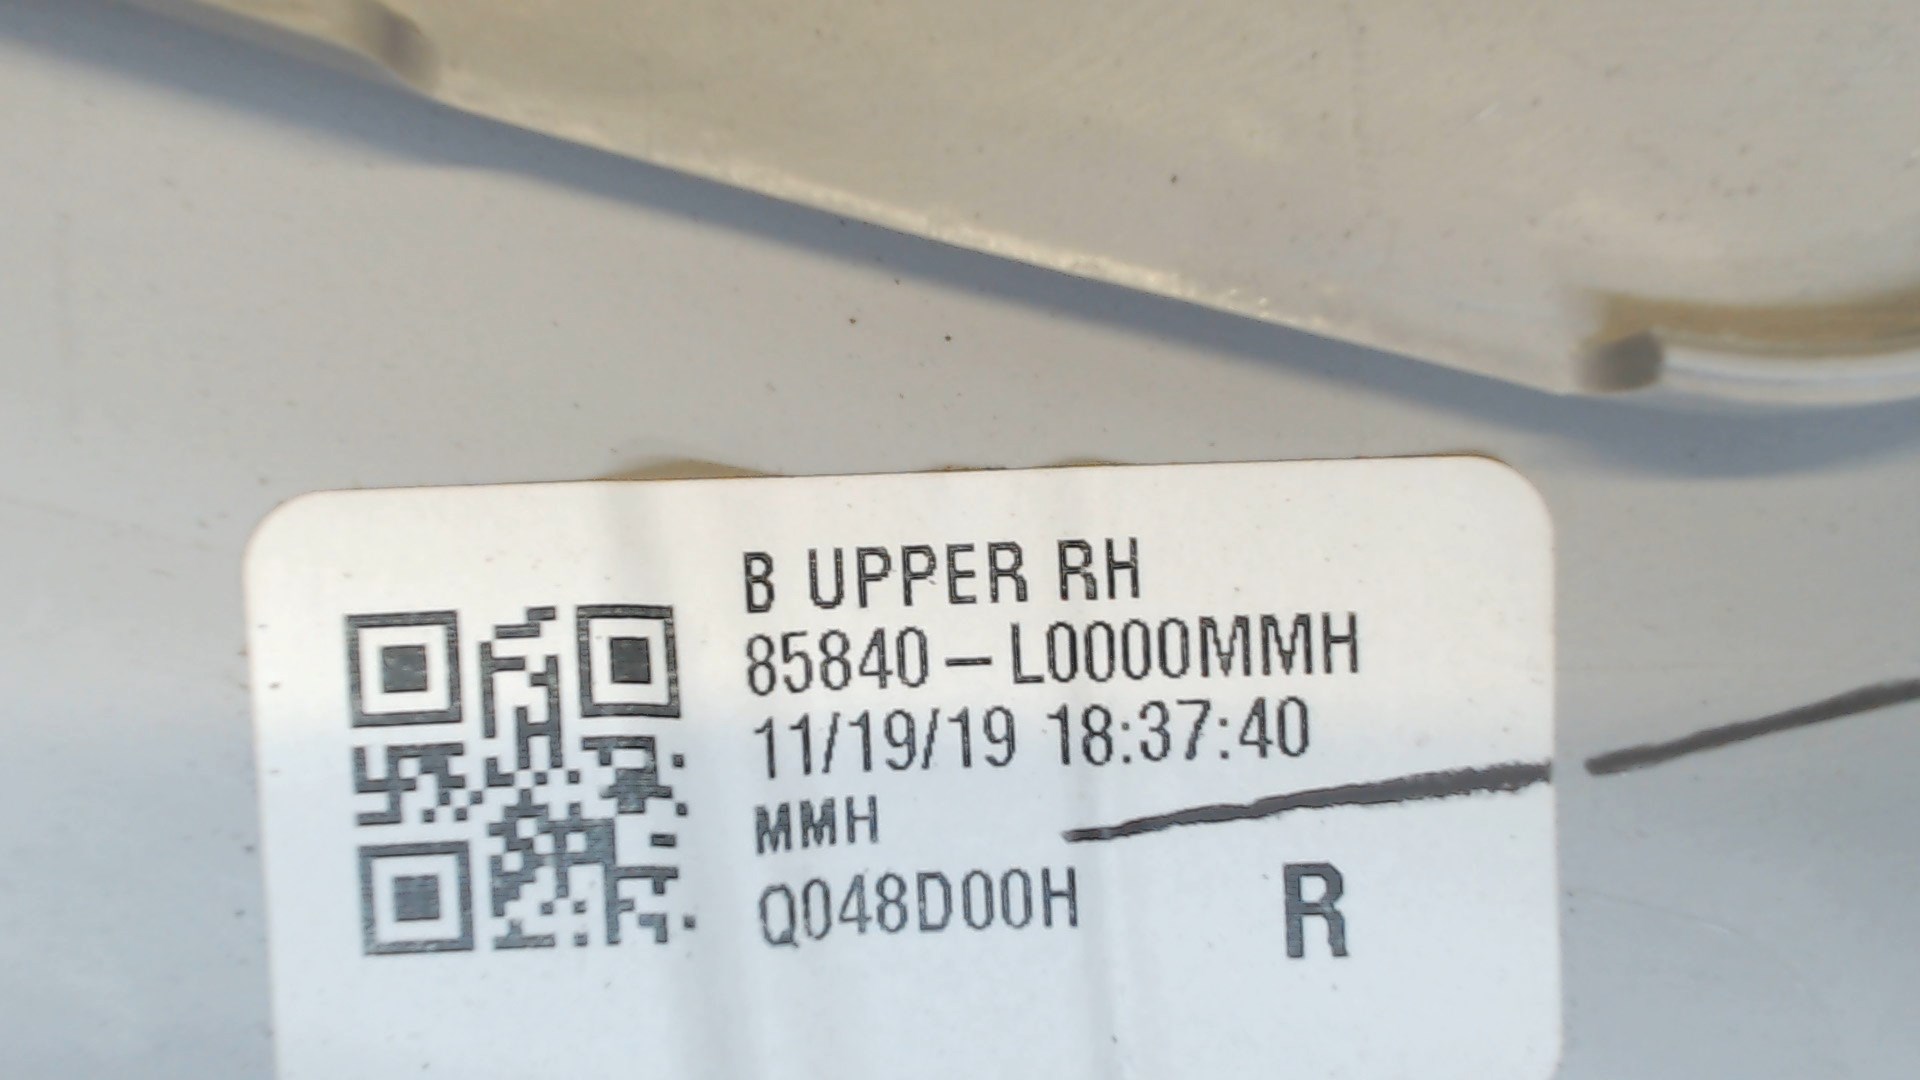 B UPPER RH
85840-L0000MMH
11/19/19 18:37:40
MMH
Q048D00H
R